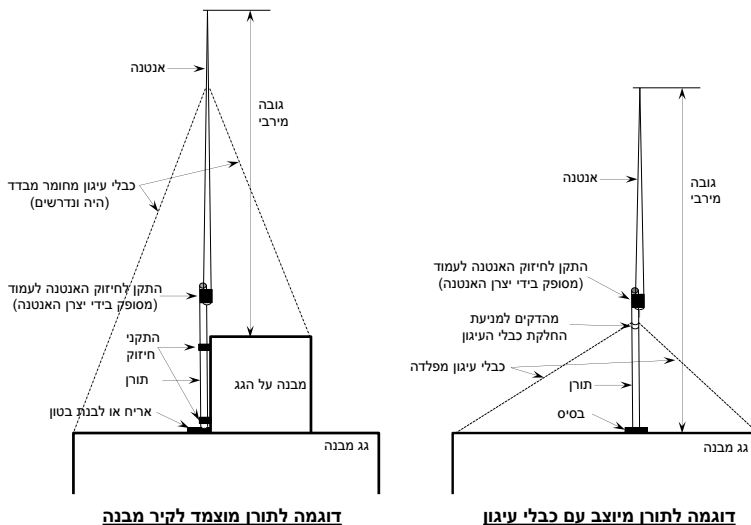 אנטנה
גובה
מירבי
כבלי עיגון מחומר מבדד
(היה ונדרשים)
התקן לחיזוק האנטנה לעמוד
(מסופק בידי יצרן האנטנה)
התקני
חיזוק
תורן
מבנה על הגג
אריח או לבנת בטון
גג מבנה
דוגמה לתורן מוצמד לקיר מבנה
אנטנה
גובה
מירבי
התקן לחיזוק האנטנה לעמוד
(מסופק בידי יצרן האנטנה)
מהדקים למניעת
החלקת כבלי העיגון
כבלי עיגון מפלדה
תורן
בסיס
גג מבנה
דוגמה לתורן מיוצב עם כבלי עיגון